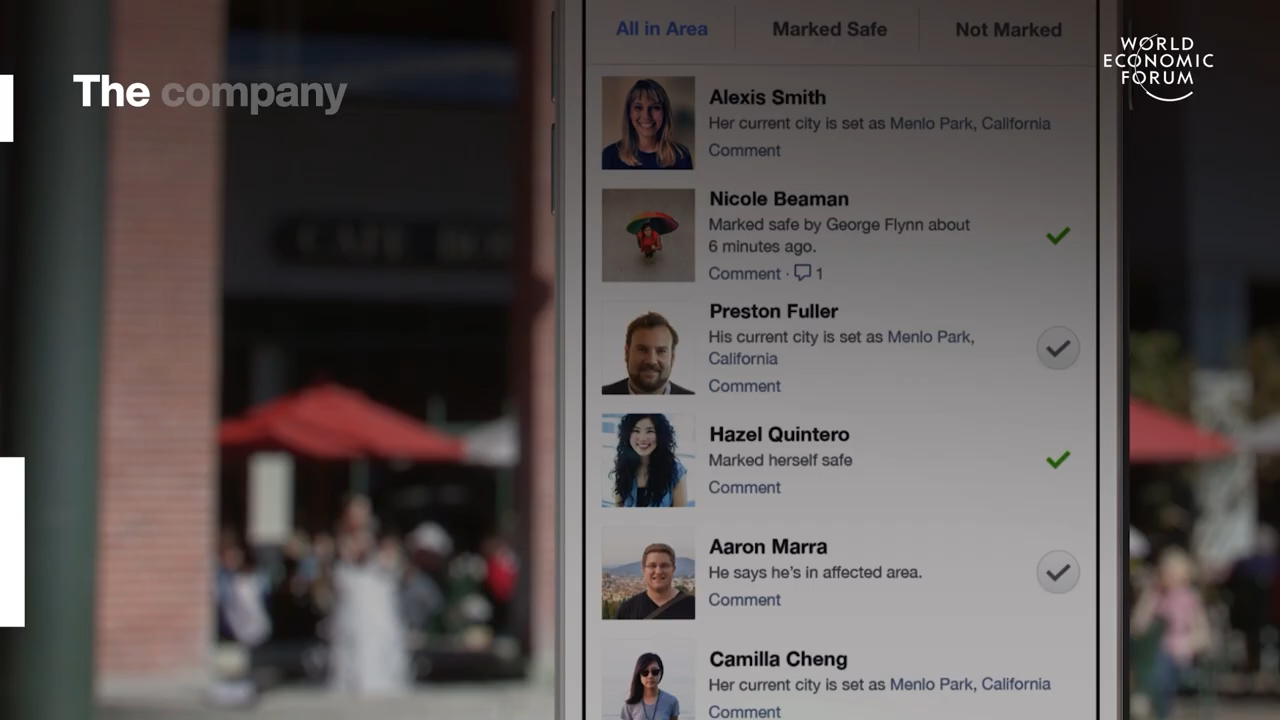 The company
WORLD
ECONOMIC
FORUM
All in Area
Marked Safe
Not Marked
Alexis Smith
Her current city is set as Menlo Park, California
Comment
Nicole Beaman
Marked safe by George Flynn about
6 minutes ago.
Comment · 1
Preston Fuller
His current city is set as Menlo Park,
California
Comment
Hazel Quintero
Marked herself safe
Comment
Aaron Marra
He says he's in affected area.
Comment
Camilla Cheng
Her current city is set as Menlo Park, California
Comment